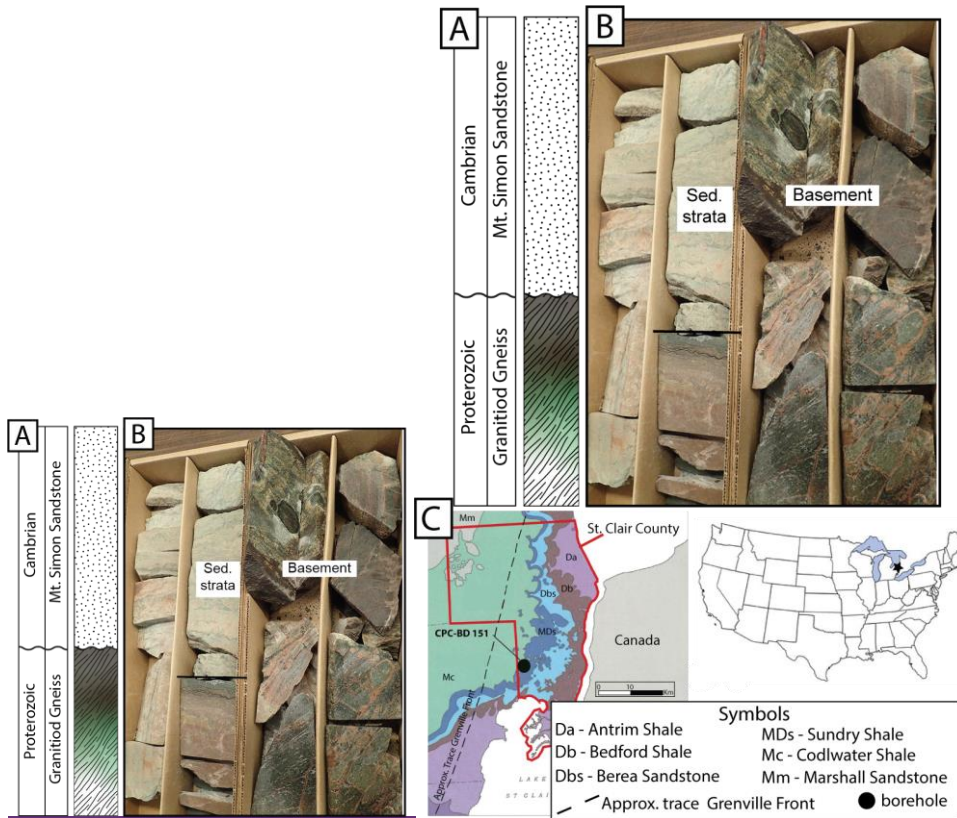 A
Cambrian
Mt. Simon Sandstone
Proterozoic
Granitiod Gneiss
B
Sed.
strata
Basement
A
Cambrian
Mt. Simon Sandstone
Proterozoic
Granitiod Gneiss
B
Sed.
strata
Basement
C
Mm
St. Clair County
Da
Db
Dbs
MDs
CPC-BD 151
Canada
Mc
0 10
Km
Approx. Trace Grenville Front
LAKE
ST CLAI
Symbols
Da - Antrim Shale
Db - Bedford Shale
Dbs - Berea Sandstone
MDs - Sundry Shale
Mc - Codlwater Shale
Mm - Marshall Sandstone
Approx. trace Grenville Front
borehole